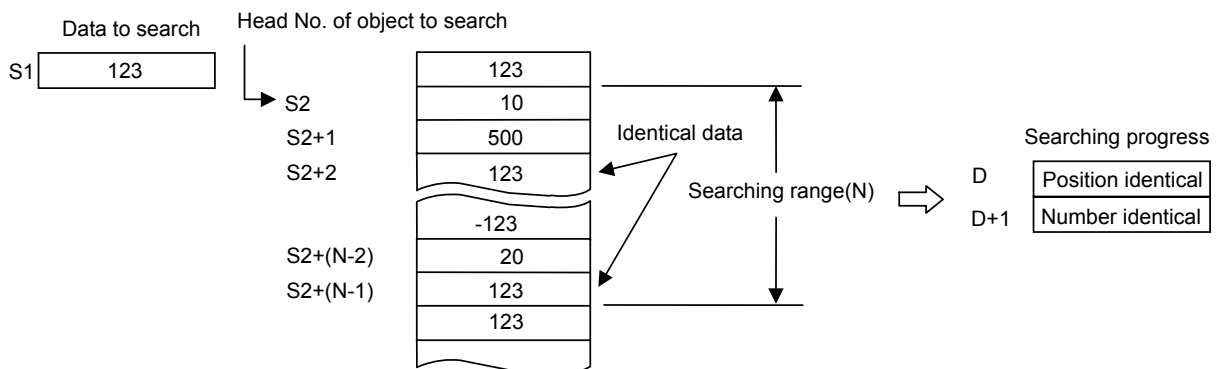 Data to search
Head No. of object to search
S1 123
123
S2 10
S2+1 500
S2+2 123
-123
S2+(N-2) 20
S2+(N-1) 123
123
Identical data
Searching range(N)
Searching progress
D Position identical
D+1 Number identical